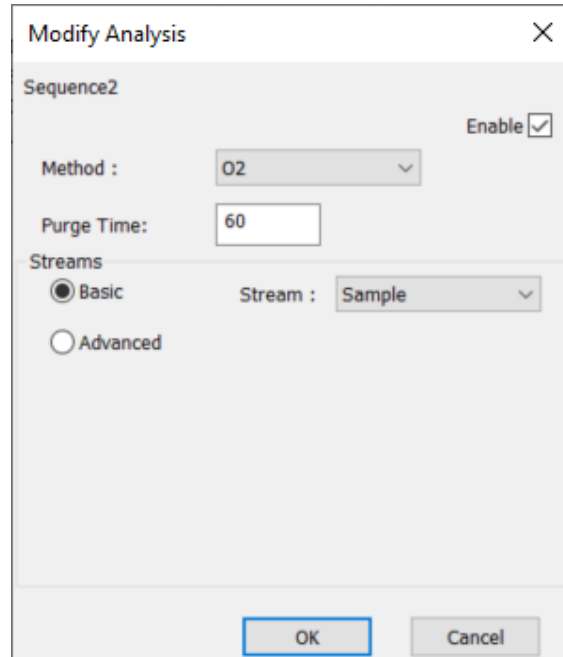 Modify Analysis
Sequence2
Enable
Method : O2
Purge Time: 60
Streams
Basic Stream : Sample
Advanced
OK Cancel